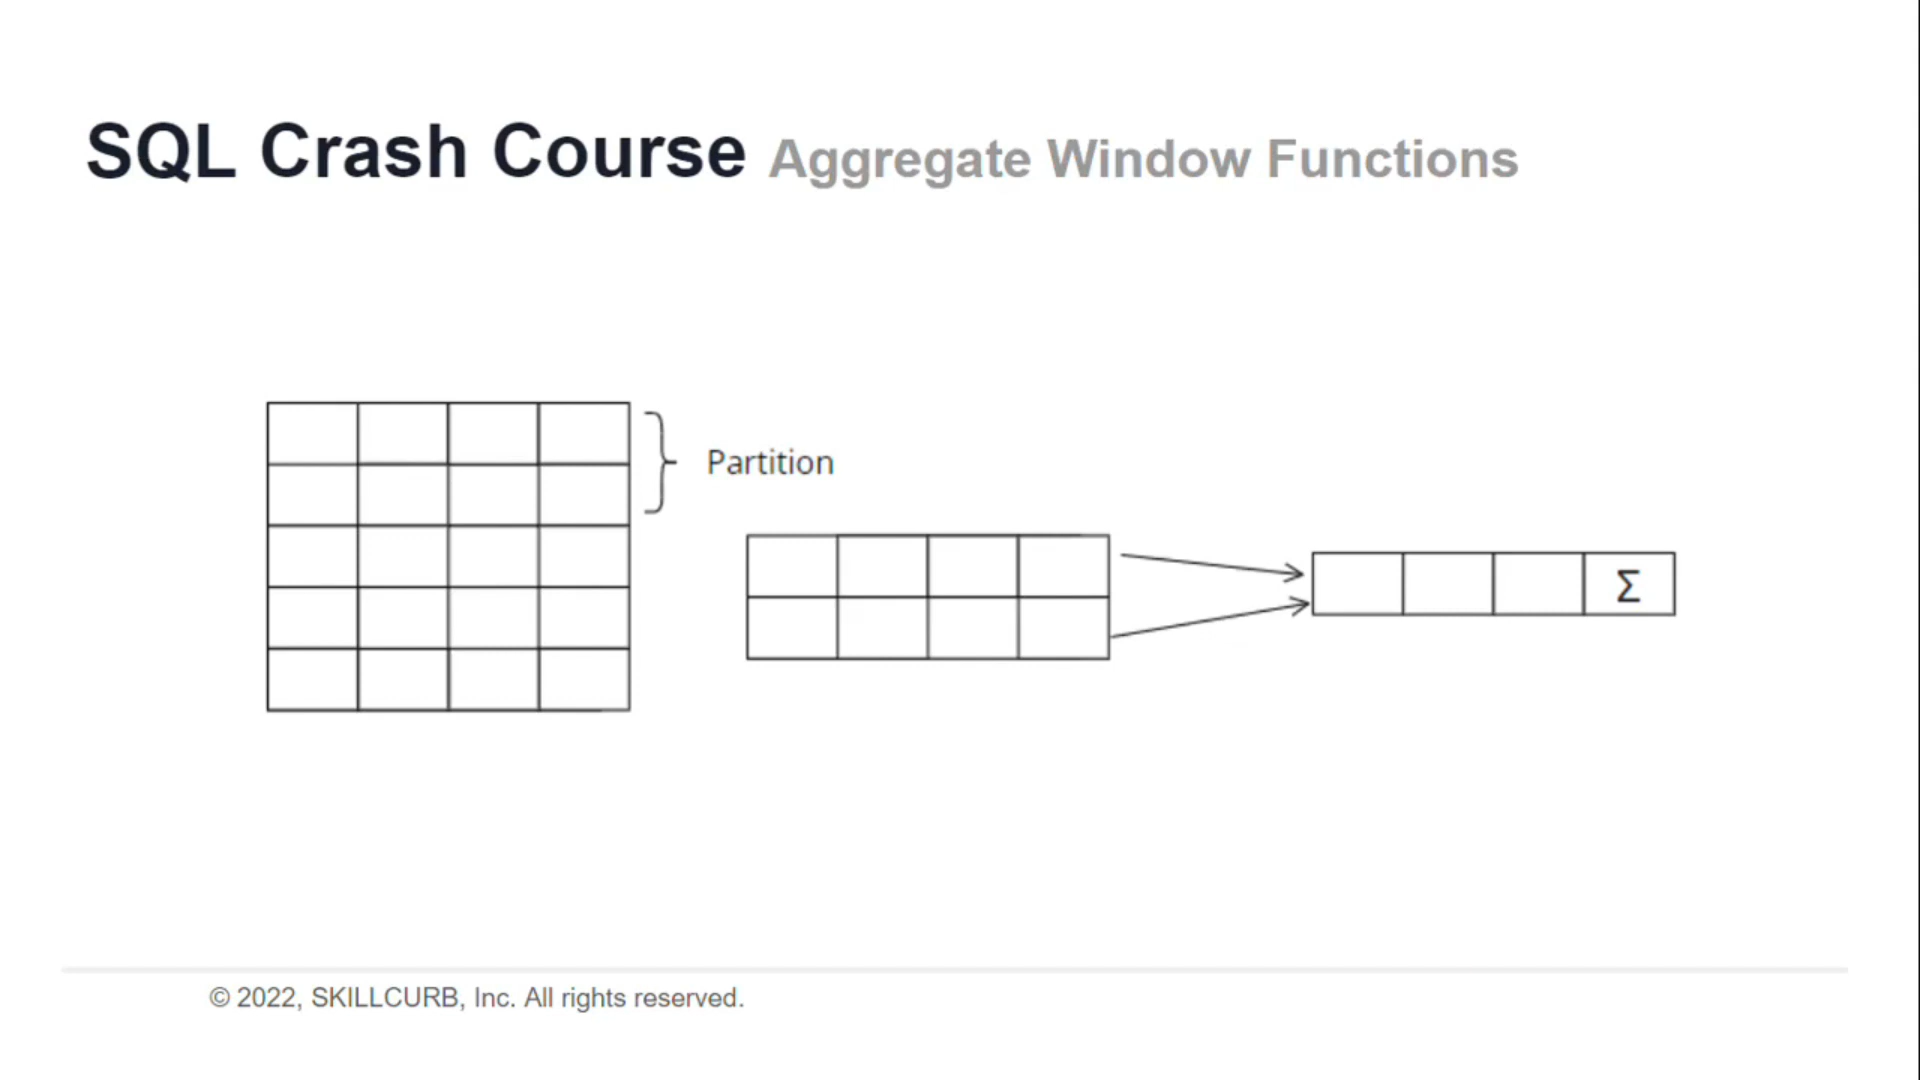 SQL Crash Course Aggregate Window Functions
Partition
Σ
© 2022, SKILLCURB, Inc. All rights reserved.